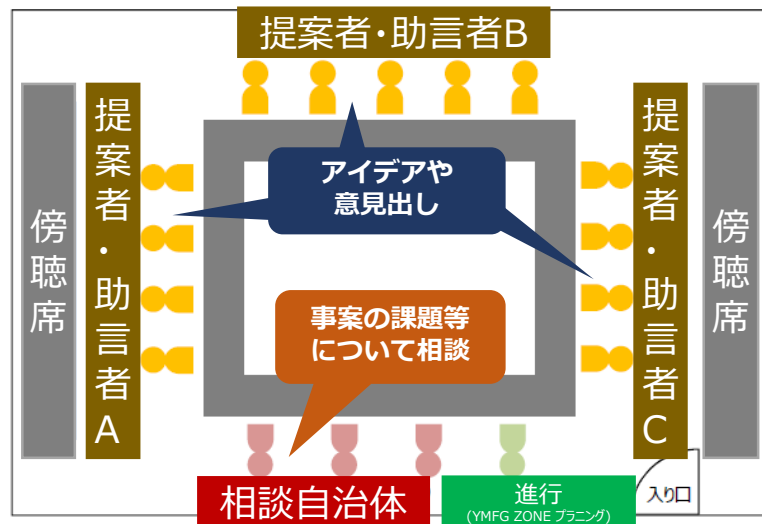 提案者・助言者B
傍聴席
提案者・助言者A
アイデアや
意見出し
提案者・助言者C
傍聴席
事案の課題等
について相談
相談自治体
進行
(YMFG ZONE プラニング)
入り口